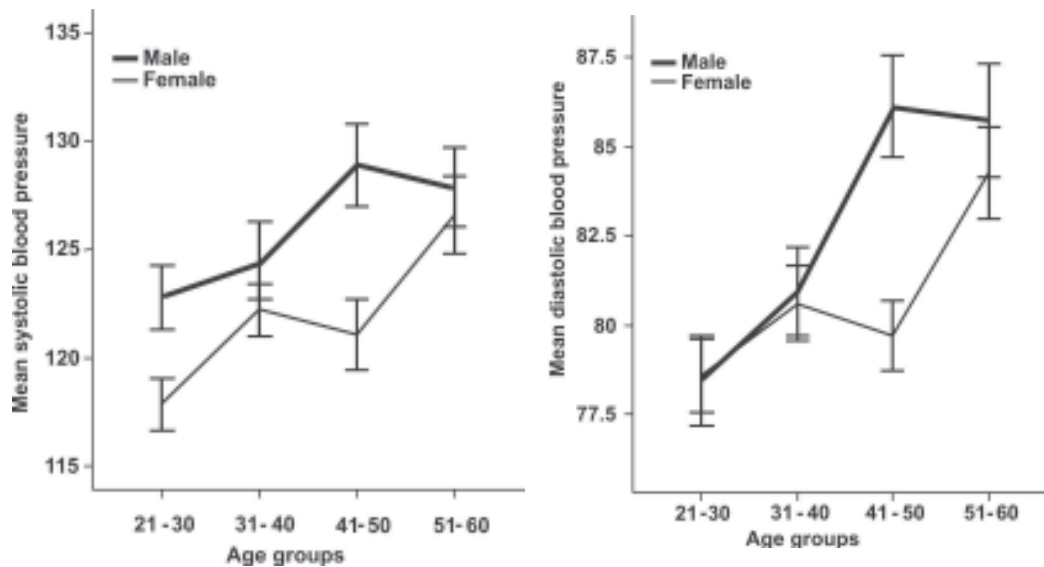 135
130
125
120
115
Mean systolic blood pressure
Male
Female
21-30 31-40 41-50 51-60
Age groups
87.5
85
82.5
80
77.5
Mean diastolic blood pressure
Male
Female
21-30 31-40 41-50 51-60
Age groups